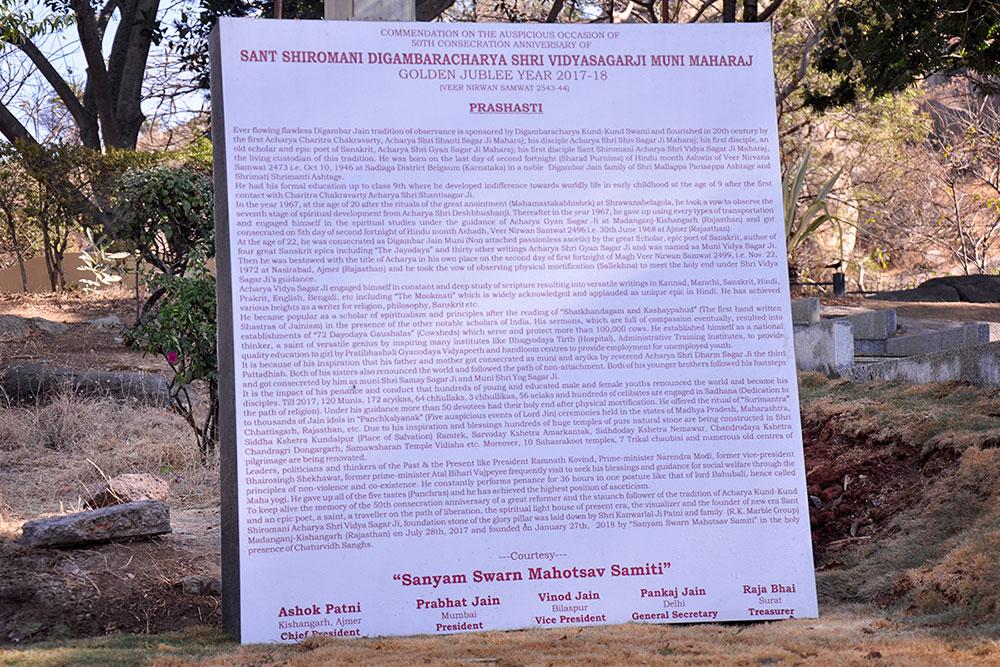 COMMENDATION ON THE AUSPICIOUS OCCASION OF
50TH CONSECRATION ANNIVERSARY OF
SANT SHIROMANI DIGAMBARACHARYA SHRI VIDYASAGARJI MUNI MAHARAJ
GOLDEN JUBLEE YEAR 2017-18
(VEER NIRWAN SAMWAT 2543-44)
PRASHASTI
Ever flowing flawless Digambar Jain tradition of observance is sponsored by Digambaracharya Kund-Kund Swami and flourished in 20th century by
the first Acharya Charitra Chakravarty, Acharya Shri Shanti Sagar Ji Maharaj; his disciple Acharya Shri Shiv Sagar Ji Maharaj; his first disciple, an
old scholar and epic poet of Sanskrit, Acharya Shri Gyan Sagar Ji Maharaj; his first disciple Sant Shiromani Acharya Shri Vidya Sagar Ji Maharaj,
the living custodian of this tradition. He was born on the last day of second fortnight (Sharad Purnima) of Hindu month Ashwin of Veer Nirvana
Samwat 2473 i.e. Oct 10, 1946 at Sadlaga District Belgaum (Karnataka) in a noble Digambar Jain family of Shri Mallappa Parisappa Ashtage and
Shrimati Shrimanti Ashtage.
He had his formal education up to class 9th where he developed indifference towards worldly life in early childhood at the age of 9 after the first
contact with Charitra Chakravarty Acharya Shri Shantisagar Ji.
In the year 1967, at the age of 20 after the rituals of the great anointment (Mahamastakabhishek) at Shrawanabelagola, he took a vow to observe the
seventh stage of spiritual development from Acharya Shri Deshbhushanji. Thereafter in the year 1967, he gave up using every types of transportation
and engaged himself in the spiritual studies under the guidance of Acharya Gyan Sagar Ji at Madanganj-Kishangarh (Rajasthan) and got
consecrated on 5th day of second fortnight of Hindu month Ashadh, Veer Nirwan Samwat 2496 i.e. 30th June 1968 at Ajmer (Rajasthan).
At the age of 22, he was consecrated as Digambar Jain Muni (Non attached passionless ascetic) by the great Scholar, epic poet of Sanskrit, author of
four great Sanskrit epics including "The Jayodaya" and thirty other writings Acharya Shri Gyan Sagar Ji and was named as Muni Vidya Sagar Ji.
Then he was bestowed with the title of Acharya in his own place on the second day of first fortnight of Magh Veer Nirwan Samwat 2499, i.e. Nov. 22,
1972 at Nasirabad, Ajmer (Rajasthan) and he took the vow of observing physical mortification (Sallekhna) to meet the holy end under Shri Vidya
Sagar Ji's guidance.
Acharya Vidya Sagar Ji engaged himself in constant and deep study of scripture resulting into versatile writings in Kannad, Marathi, Sanskrit, Hindi,
Prakrit, English, Bengali, etc including "The Mookmati" which is widely acknowledged and applauded as unique epic in Hindi. He has achieved
various heights as a writer for religion, philosophy, Sanskrit etc.
He became popular as a scholar of spiritualism and principles after the reading of "Shatkhandagam and Kashaypahud" (The first hand written
Shastras of Jainism) in the presence of the other notable scholars of India. His sermons, which are full of compassion eventually, resulted into
establishments of "72 Dayodaya Gaushalas" (Cowsheds) which serve and protect more than 100,000 cows. He established himself as a national
thinker, a saint of versatile genius by inspiring many institutes like Bhagyodaya Tirth (Hospital), Administrative Training Institutes, to provide
quality education to girl by Pratibhashali Gyanodaya Vidyapeeth and handloom centres to provide employment for unemployed youth.
It is because of his inspiration that his father and mother got consecrated as muni and aryika by reverend Acharya Shri Dharm Sagar Ji the third
Pattadhish. Both of his sisters also renounced the world and followed the path of non-attachment. Both of his younger brothers followed his footsteps
and got consecreted by him as muni Shri Samay Sagar Ji and Muni Shri Yog Sagar Ji.
It is the impact of his penance and conduct that hundreds of young and educated male and female youths renounced the world and became his
disciples. Till 2017, 120 Munis, 172 aryikas, 64 chhullaks, 3 chhullikas, 56 aelaks and hundreds of celibates are engaged in Sadhana (Dedication to
the path of religion). Under his guidance more than 50 devotees had their holy end after physical mortification. He offered the ritual of "Surimantra"
to thousands of Jain idols in "Panchkalyanak" (Five auspicious events of Lord Jin) ceremonies held in the states of Madhya Pradesh, Maharashtra,
Chhattisgarh, Rajasthan, etc. Due to his inspiration and blessings hundreds of huge temples of pure natural stone are being constructed in Shri
Siddha Kshetra Kundalpur (Place of Salvation) Ramtek, Sarvoday Kshetra Amarkantak, Sidhoday Kshetra Nenawar, Chandrodaya Kshetra
Chandragri Dongargarh, Samawsharan Temple Vidisha etc. Moreover, 10 Sahasrakoot temples, 7 Trikal chaubisi and numerous old centres of
pilgrimage are being renovated.
Leaders, politicians and thinkers of the Past & the Present like President Ramnath Kovind, Prime-minister Narendra Modi, former vice-president
Bhairosingh Shekhawat, former prime-minister Atal Bihari Vajpeyee frequently visit to seek his blessings and guidance for social welfare through the
principles of non-violence and co-existence. He constantly performs penance for 36 hours in one posture like that of lord Bahubali, hence called
Maha yogi. He gave up all of the five tastes (Panchras) and he has achieved the highest position of asceticism.
To keep alive the memory of the 50th consecration anniversary of a great reformer and the staunch follower of the tradition of Acharya Kund-Kund
and an epic poet, a saint, a traveller on the path of liberation, the spiritual light house of present era, the visualizer and the founder of new era Sant
Shiromani Acharya Shri Vidya Sagar Ji, foundation stone of the glory pillar was laid down by Shri Kanwarlal Ji Patni and family (R.K. Marble Group)
Madanganj-Kishangarh (Rajasthan) on July 28th, 2017 and founded on January 27th, 2018 by "Sanyam Swarn Mahotsav Samiti" in the holy
presence of Chaturvidh Sanghs.
---Courtesy---
"Sanyam Swarn Mahotsav Samiti"
Ashok Patni Prabhat Jain Vinod Jain Pankaj Jain Raja Bhai
Kishangarh, Ajmer Mumbai Bilaspur Delhi Surat
Chief President President Vice President General Secretary Treasurer